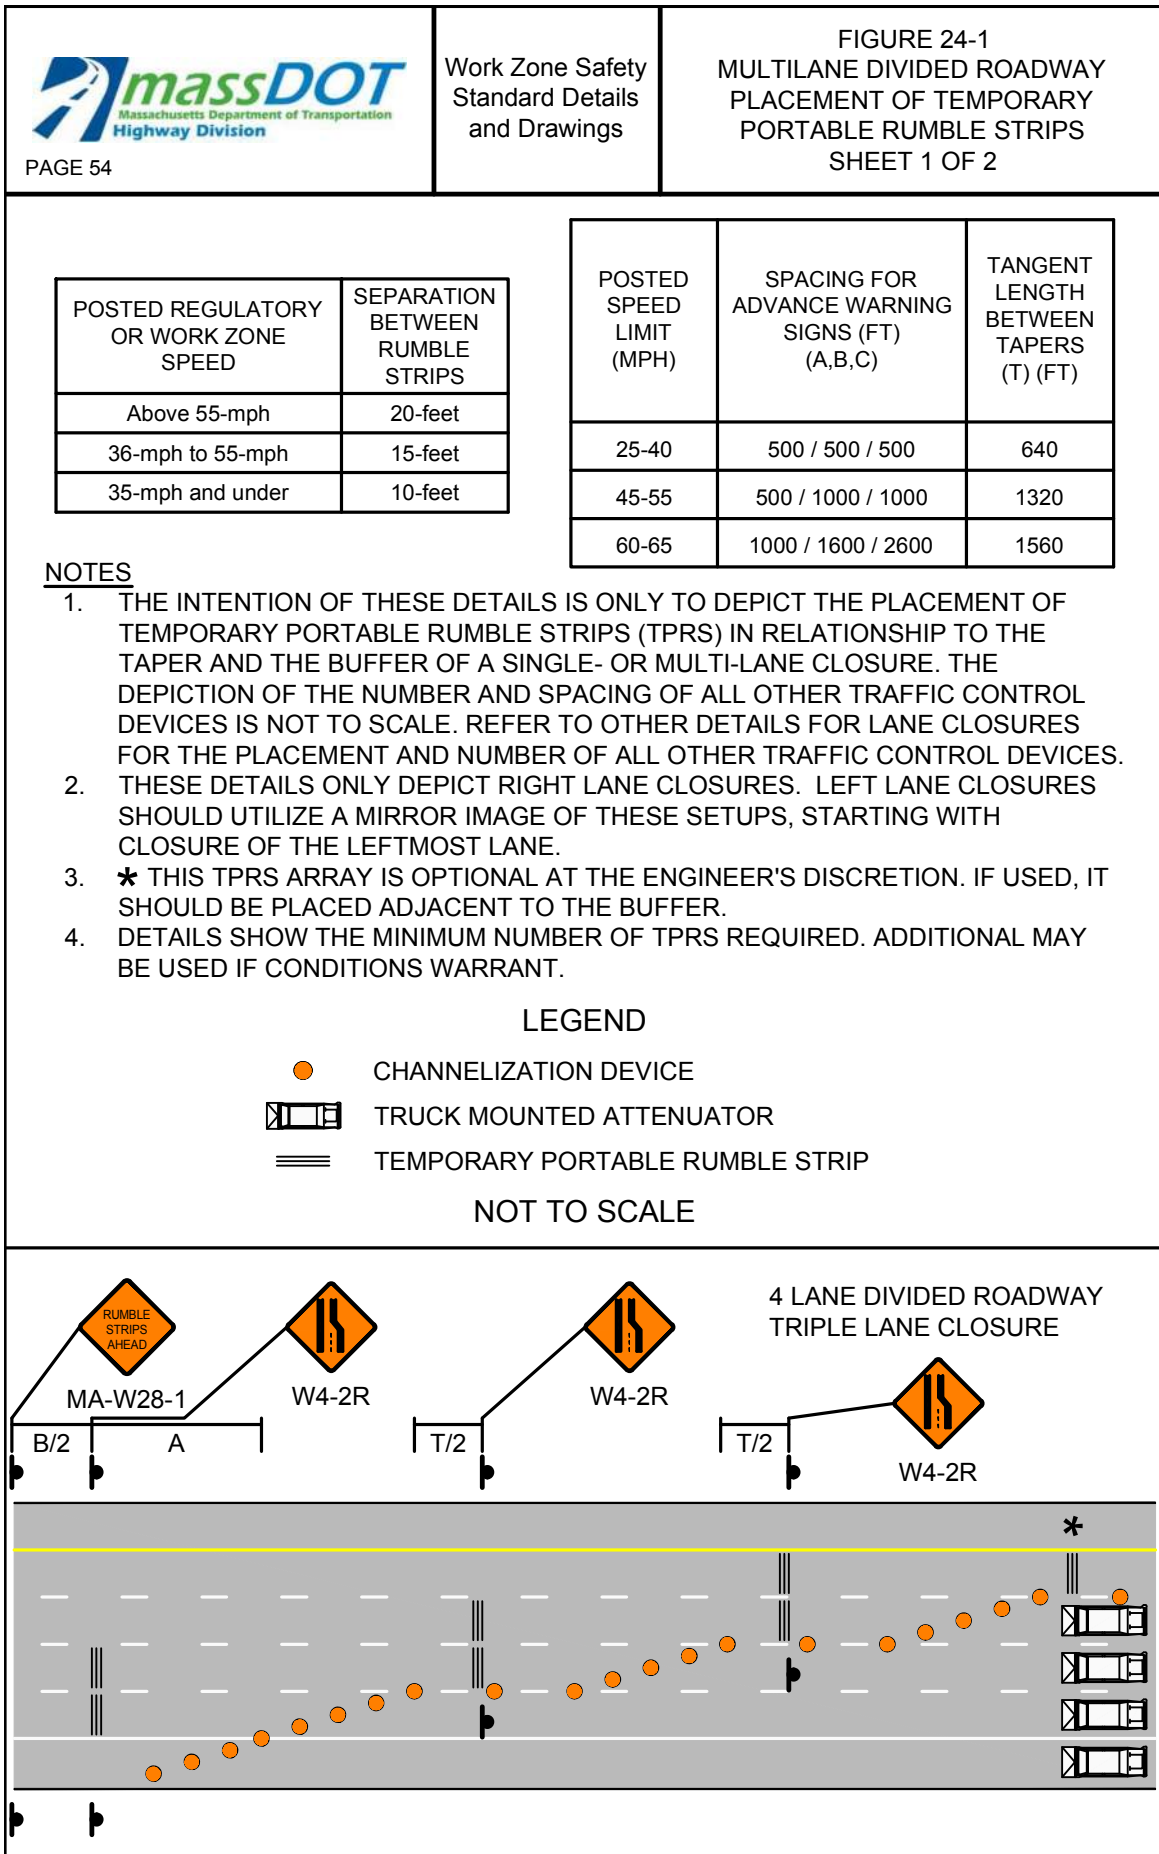 massDOT
Massachusetts Department of Transportation
Highway Division
PAGE 54
Work Zone Safety
Standard Details
and Drawings
FIGURE 24-1
MULTILANE DIVIDED ROADWAY
PLACEMENT OF TEMPORARY
PORTABLE RUMBLE STRIPS
SHEET 1 OF 2
POSTED REGULATORY
OR WORK ZONE
SPEED
SEPARATION
BETWEEN
RUMBLE
STRIPS
Above 55-mph 20-feet
36-mph to 55-mph 15-feet
35-mph and under 10-feet
POSTED
SPEED
LIMIT
(MPH)
SPACING FOR
ADVANCE WARNING
SIGNS (FT)
(A,B,C)
TANGENT
LENGTH
BETWEEN
TAPERS
(T) (FT)
25-40 500 / 500 / 500 640
45-55 500 / 1000 / 1000 1320
60-65 1000 / 1600 / 2600 1560
NOTES
1. THE INTENTION OF THESE DETAILS IS ONLY TO DEPICT THE PLACEMENT OF
TEMPORARY PORTABLE RUMBLE STRIPS (TPRS) IN RELATIONSHIP TO THE
TAPER AND THE BUFFER OF A SINGLE- OR MULTI-LANE CLOSURE. THE
DEPICTION OF THE NUMBER AND SPACING OF ALL OTHER TRAFFIC CONTROL
DEVICES IS NOT TO SCALE. REFER TO OTHER DETAILS FOR LANE CLOSURES
FOR THE PLACEMENT AND NUMBER OF ALL OTHER TRAFFIC CONTROL DEVICES.
2. THESE DETAILS ONLY DEPICT RIGHT LANE CLOSURES. LEFT LANE CLOSURES
SHOULD UTILIZE A MIRROR IMAGE OF THESE SETUPS, STARTING WITH
CLOSURE OF THE LEFTMOST LANE.
3. * THIS TPRS ARRAY IS OPTIONAL AT THE ENGINEER'S DISCRETION. IF USED, IT
SHOULD BE PLACED ADJACENT TO THE BUFFER.
4. DETAILS SHOW THE MINIMUM NUMBER OF TPRS REQUIRED. ADDITIONAL MAY
BE USED IF CONDITIONS WARRANT.
LEGEND
CHANNELIZATION DEVICE
TRUCK MOUNTED ATTENUATOR
TEMPORARY PORTABLE RUMBLE STRIP
NOT TO SCALE
4 LANE DIVIDED ROADWAY
TRIPLE LANE CLOSURE
RUMBLE
STRIPS
AHEAD
MA-W28-1
W4-2R
W4-2R
W4-2R
B/2
A
T/2
T/2
*